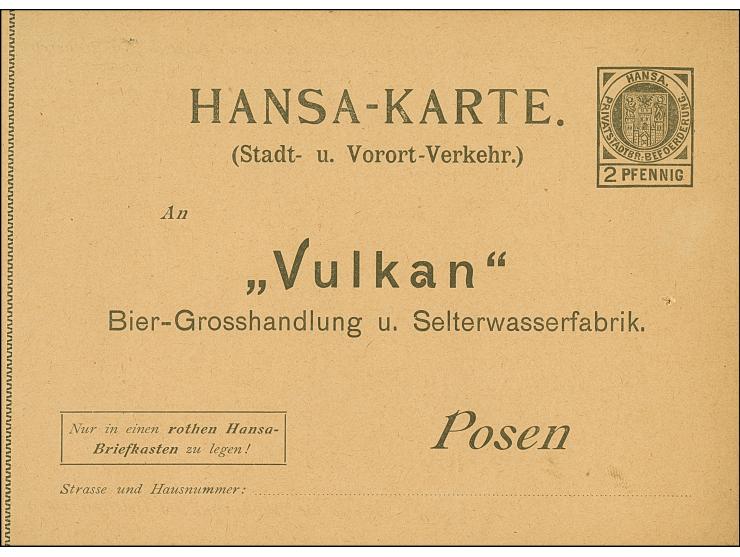 HANSA-KARTE.
(Stadt- u. Vorort-Verkehr.)
HANSA.
PRIVATSTADTBR-BEFOERDERUNG.
2 PFENNIG
An
„Vulkan“
Bier-Grosshandlung u. Selterwasserfabrik.
Nur in einen rothen Hansa-
Briefkasten zu legen!
Posen
Strasse und Hausnummer: